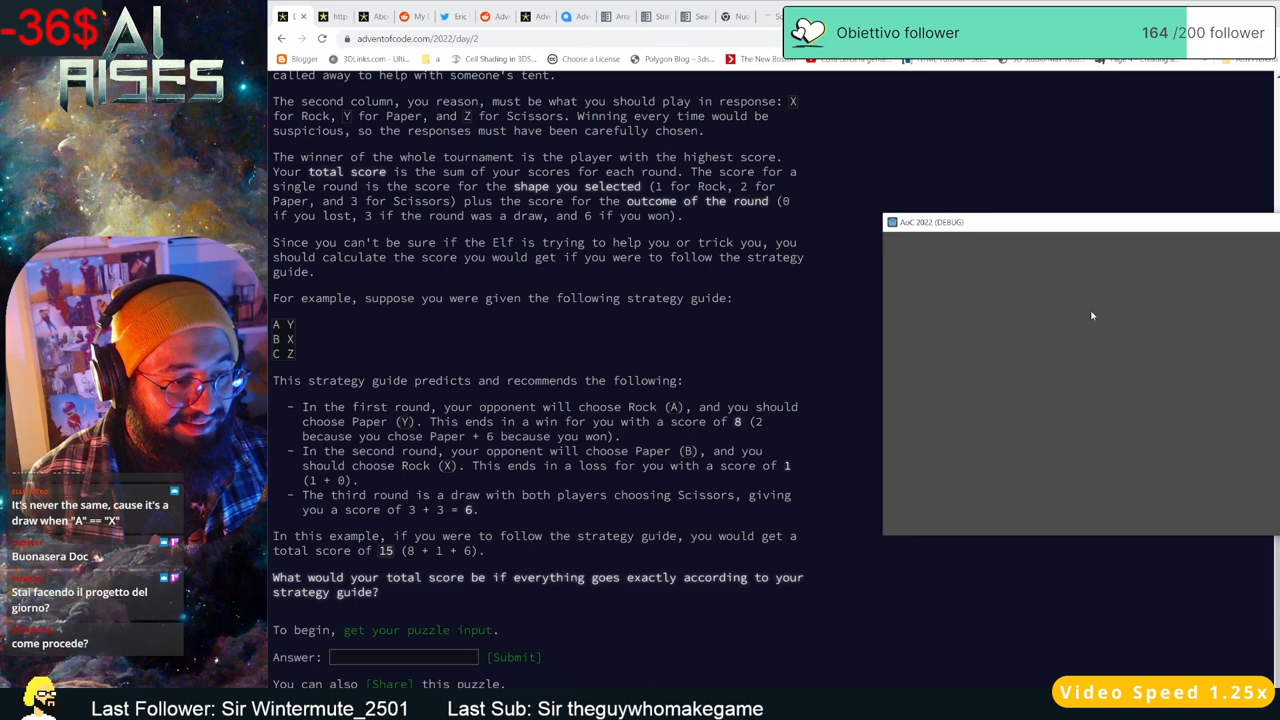 -36$
AI
RISES
Obiettivo follower
164 /200 follower
adventofcode.com/2022/day/2
Blogger
3DLinks.com - Ulti...
a
Cell Shading in 3DS...
Choose a License
Polygon Blog – 3ds...
The New Boston
called away to help with someone's tent.
The second column, you reason, must be what you should play in response: X
for Rock, Y for Paper, and Z for Scissors. Winning every time would be
suspicious, so the responses must have been carefully chosen.
The winner of the whole tournament is the player with the highest score.
Your total score is the sum of your scores for each round. The score for a
single round is the score for the shape you selected (1 for Rock, 2 for
Paper, and 3 for Scissors) plus the score for the outcome of the round (0
if you lost, 3 if the round was a draw, and 6 if you won).
Since you can't be sure if the Elf is trying to help you or trick you, you
should calculate the score you would get if you were to follow the strategy
guide.
For example, suppose you were given the following strategy guide:
A Y
B X
C Z
This strategy guide predicts and recommends the following:
- In the first round, your opponent will choose Rock (A), and you should
choose Paper (Y). This ends in a win for you with a score of 8 (2
because you chose Paper + 6 because you won).
- In the second round, your opponent will choose Paper (B), and you
should choose Rock (X). This ends in a loss for you with a score of 1
(1 + 0).
- The third round is a draw with both players choosing Scissors, giving
you a score of 3 + 3 = 6.
In this example, if you were to follow the strategy guide, you would get a
total score of 15 (8 + 1 + 6).
What would your total score be if everything goes exactly according to your
strategy guide?
To begin, get your puzzle input.
Answer:
[Submit]
You can also [Share] this puzzle.
AoC 2022 (DEBUG)
It's never the same, cause it's a
draw when "A" == "X"
Buonasera Doc
Stai facendo il progetto del
giorno?
come procede?
Last Follower: Sir Wintermute_2501
Last Sub: Sir theguywhomakegame
Video Speed 1.25x